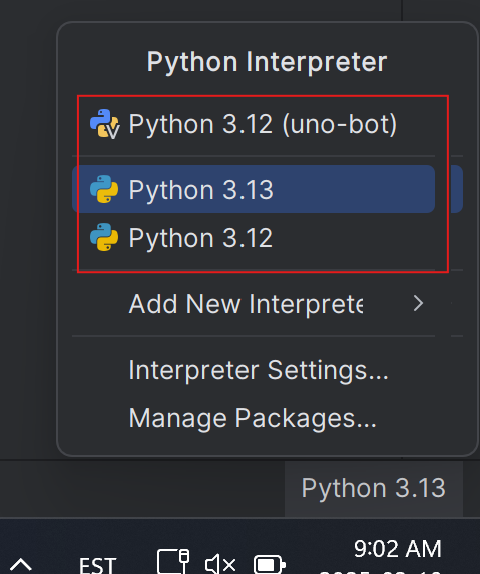 Python Interpreter
Python 3.12 (uno-bot)
Python 3.13
Python 3.12
Add New Interprete
Interpreter Settings...
Manage Packages...
Python 3.13
9:02 AM
EST